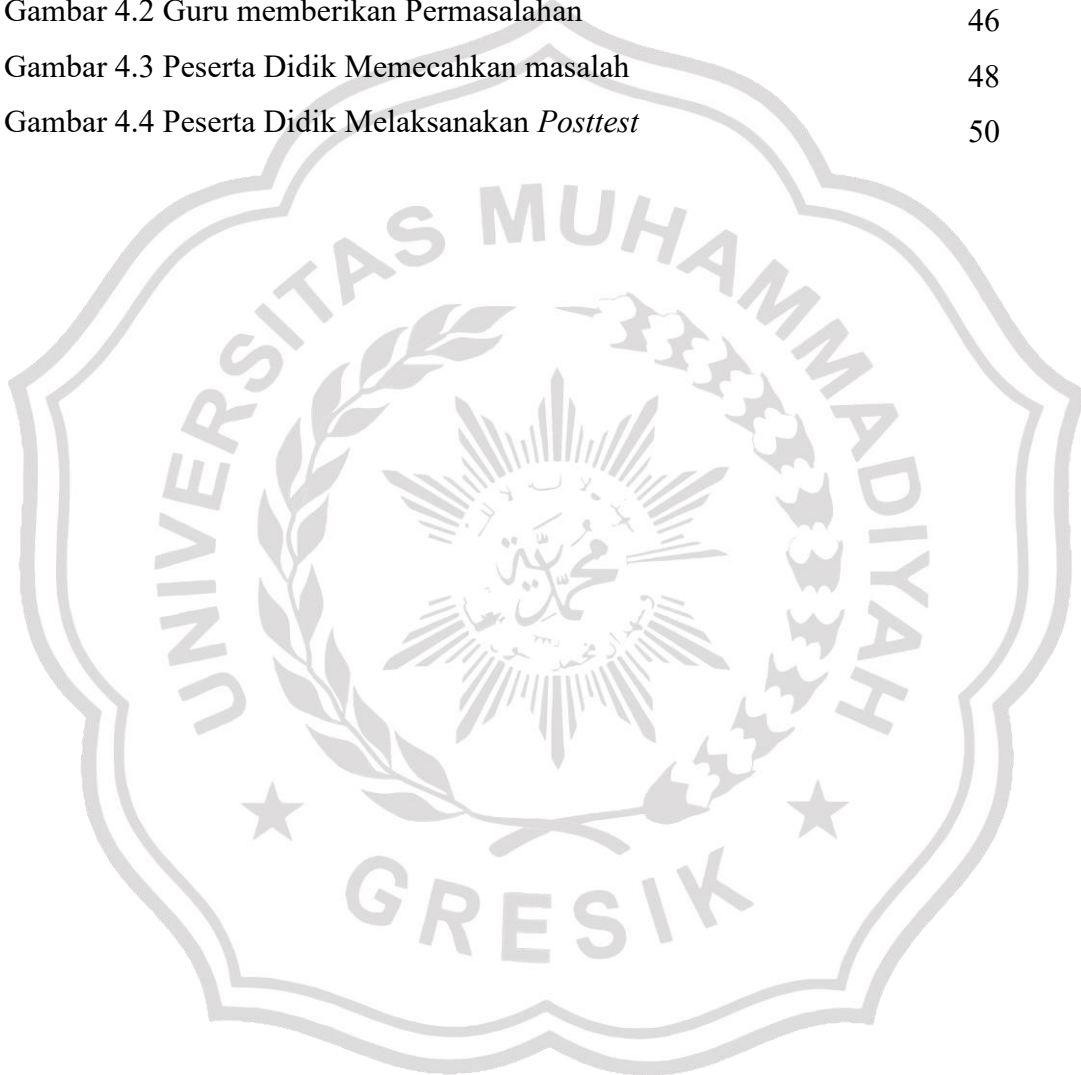 Gambar 4.2 Guru memberikan Permasalahan 46
Gambar 4.3 Peserta Didik Memecahkan masalah 48
Gambar 4.4 Peserta Didik Melaksanakan Posttest 50
UNIVERSITAS MUHAMMADIYAH
محمدية
GRESIK